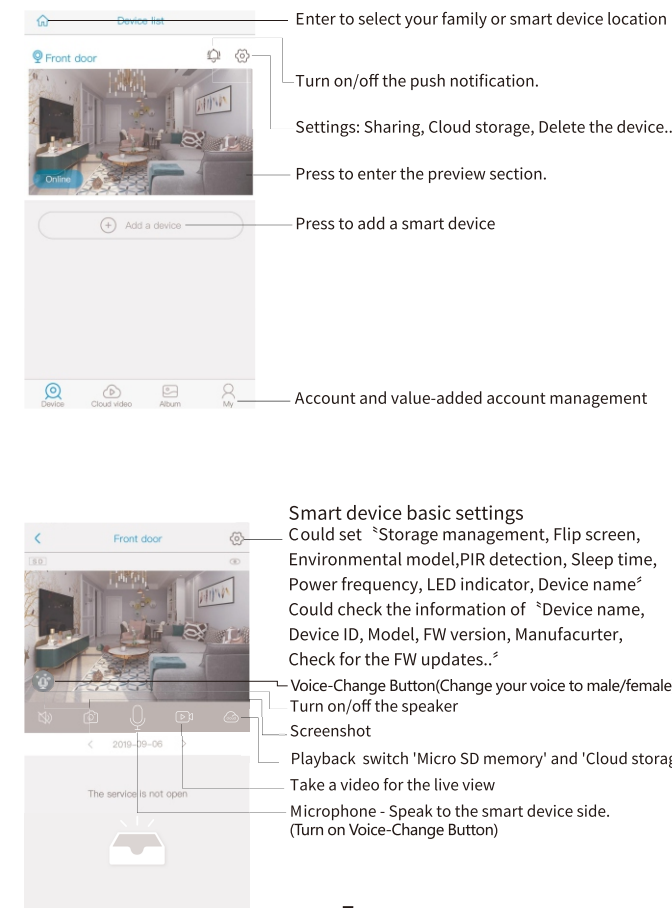 Device list
Enter to select your family or smart device location
Front door
Turn on/off the push notification.
Settings: Sharing, Cloud storage, Delete the device..
Press to enter the preview section.
Online
Add a device
Press to add a smart device
Device
Cloud video
Album
My
Account and value-added account management
Smart device basic settings
Front door
Could set〝Storage management, Flip screen,
Environmental model,PIR detection, Sleep time,
Power frequency, LED indicator, Device name〞
Could check the information of〝Device name,
Device ID, Model, FW version, Manufacurter,
Check for the FW updates..〞
Voice-Change Button(Change your voice to male/female
Turn on/off the speaker
Screenshot
2019-09-06
Playback switch 'Micro SD memory' and 'Cloud storag
Take a video for the live view
The service is not open
Microphone - Speak to the smart device side.
(Turn on Voice-Change Button)